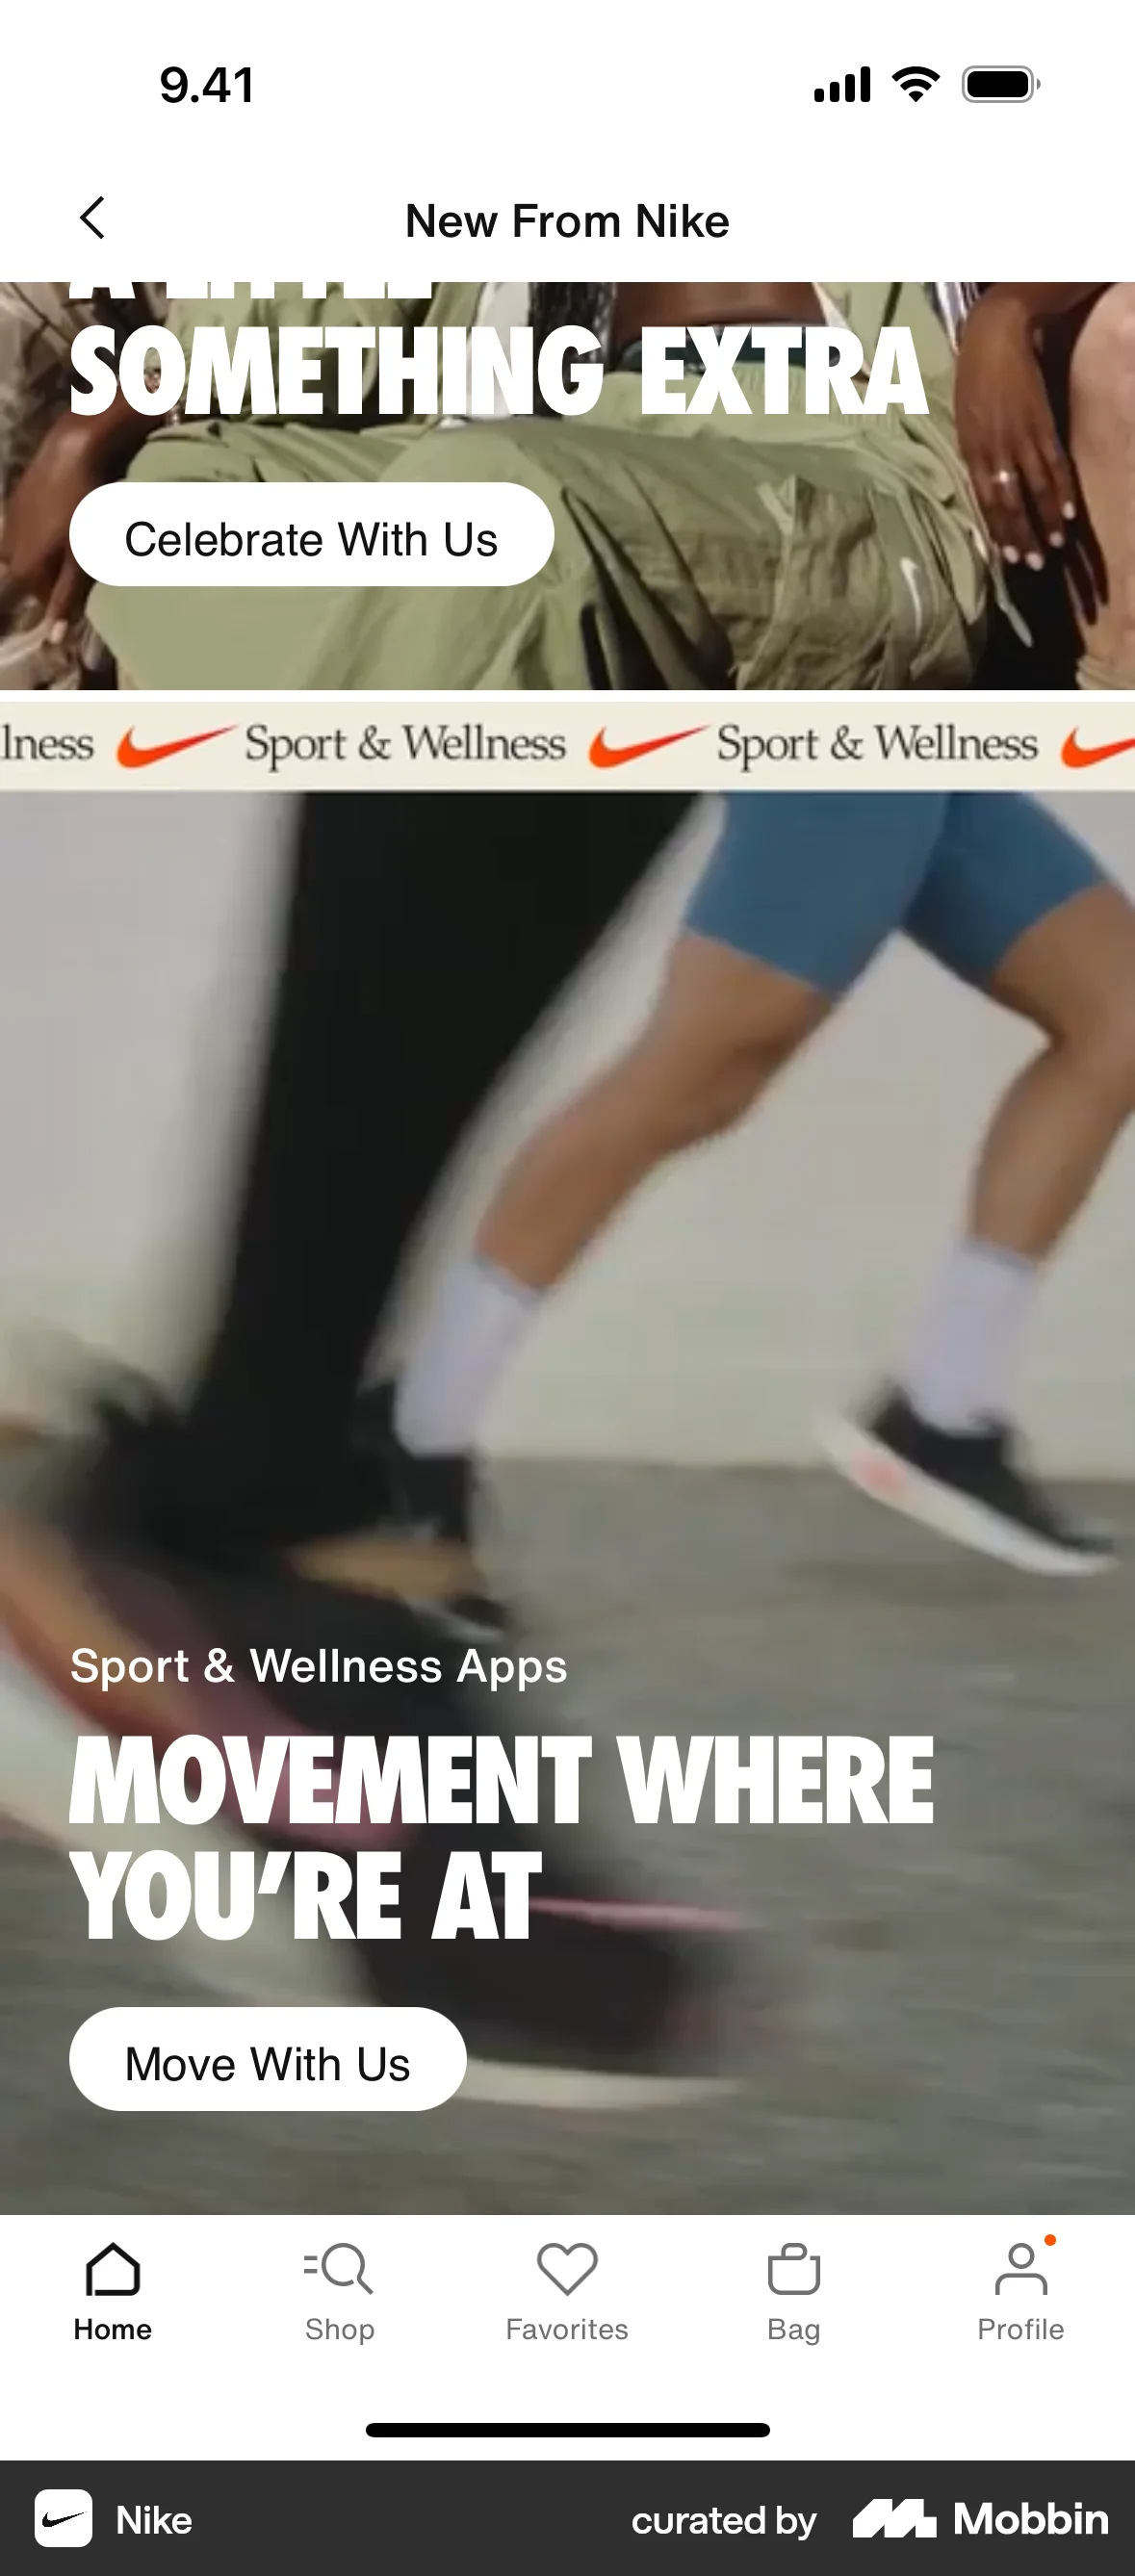 9.41
New From Nike
A LITTLE
SOMETHING EXTRA
Celebrate With Us
lness Sport & Wellness Sport & Wellness
Sport & Wellness Apps
MOVEMENT WHERE
YOU’RE AT
Move With Us
Home Shop Favorites Bag Profile
Nike curated by Mobbin